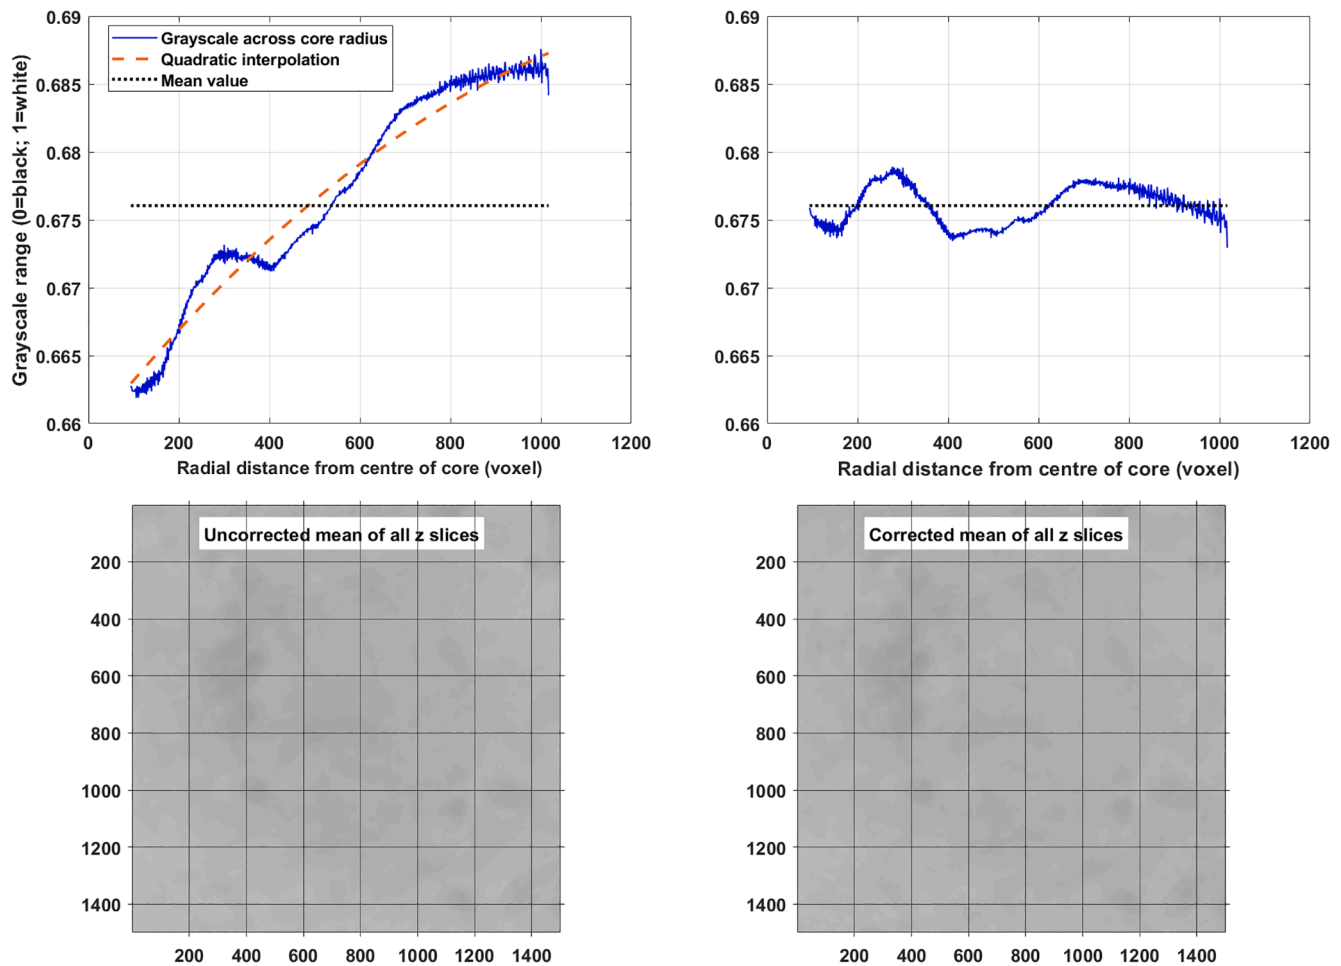 0.69
0.685
0.68
0.675
0.67
0.665
0.66
Grayscale range (0=black; 1=white)
Grayscale across core radius
Quadratic interpolation
Mean value
0 200 400 600 800 1000 1200
Radial distance from centre of core (voxel)
0.69
0.685
0.68
0.675
0.67
0.665
0.66
0 200 400 600 800 1000 1200
Radial distance from centre of core (voxel)
Uncorrected mean of all z slices
200
400
600
800
1000
1200
1400
200 400 600 800 1000 1200 1400
Corrected mean of all z slices
200
400
600
800
1000
1200
1400
200 400 600 800 1000 1200 1400